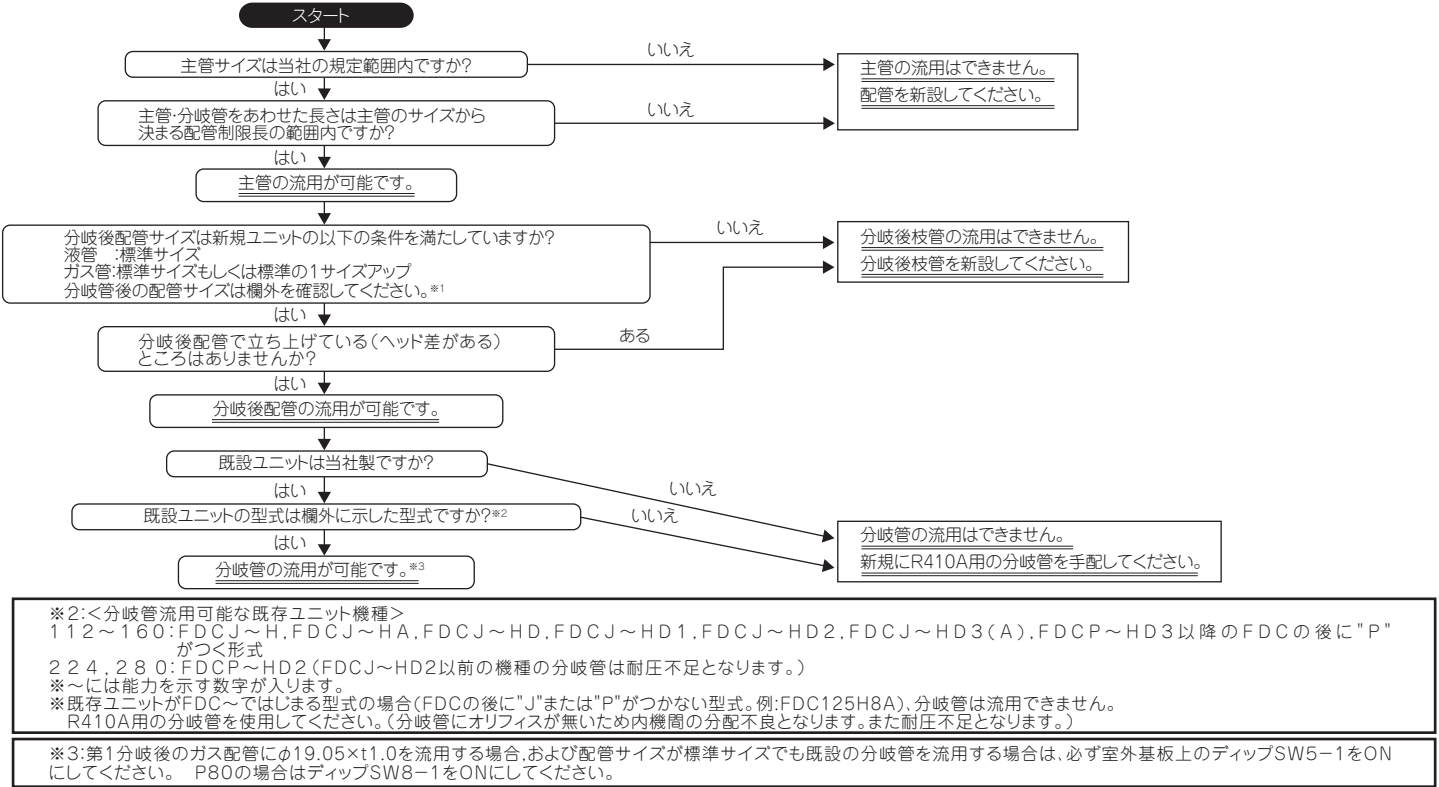 スタート
主管サイズは当社の規定範囲内ですか?
いいえ
主管の流用はできません。
配管を新設してください。
はい
主管・分岐管をあわせた長さは主管のサイズから
決まる配管制限長の範囲内ですか?
いいえ
はい
主管の流用が可能です。
分岐後配管サイズは新規ユニットの以下の条件を満たしていますか?
液管 :標準サイズ
ガス管:標準サイズもしくは標準の1サイズアップ
分岐管後の配管サイズは欄外を確認してください。※1
いいえ
分岐後枝管の流用はできません。
分岐後枝管を新設してください。
はい
分岐後配管で立ち上げている(ヘッド差がある)
ところはありませんか?
ある
はい
分岐後配管の流用が可能です。
既設ユニットは当社製ですか?
いいえ
はい
既設ユニットの型式は欄外に示した型式ですか?※2
いいえ
分岐管の流用はできません。
新規にR410A用の分岐管を手配してください。
はい
分岐管の流用が可能です。※3
※2:<分岐管流用可能な既存ユニット機種>
112~160:FDCJ~H,FDCJ~HA,FDCJ~HD,FDCJ~HD1,FDCJ~HD2,FDCJ~HD3(A),FDCP~HD3以降のFDCの後に"P"
がつく形式
224,280:FDCP~HD2(FDCJ~HD2以前の機種の分岐管は耐圧不足となります。)
※~には能力を示す数字が入ります。
※既存ユニットがFDC~ではじまる型式の場合(FDCの後に"J"または"P"がつかない型式。例:FDC125H8A)、分岐管は流用できません。
R410A用の分岐管を使用してください。(分岐管にオリフィスが無いため内機間の分配不良となります。また耐圧不足となります。)
※3:第1分岐後のガス配管にφ19.05×t1.0を流用する場合,および配管サイズが標準サイズでも既設の分岐管を流用する場合は、必ず室外基板上のディップSW5-1をON
にしてください。 P80の場合はディップSW8-1をONにしてください。